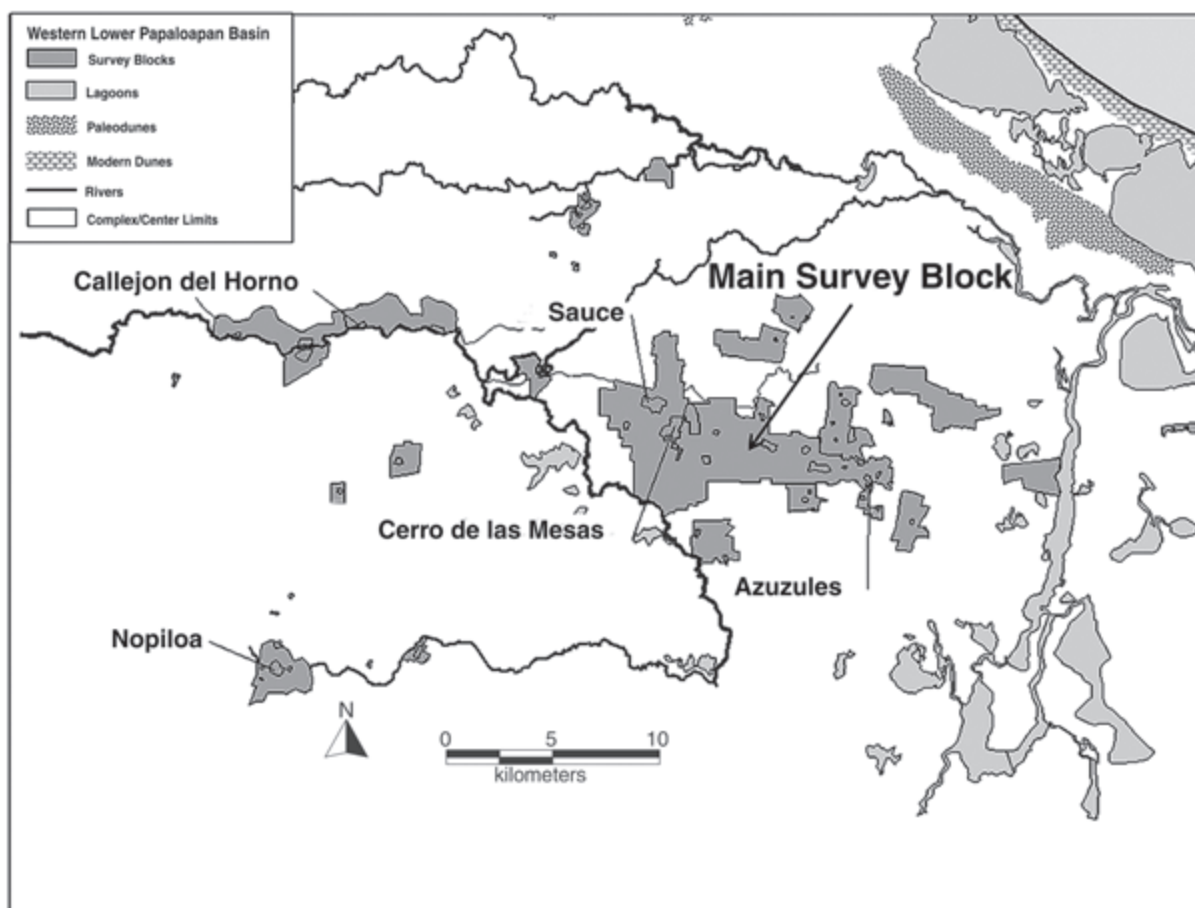 Western Lower Papaloapan Basin
Survey Blocks
Lagoons
Paleodunes
Modern Dunes
Rivers
Complex/Center Limits
Callejon del Horno
Main Survey Block
Sauce
Cerro de las Mesas
Azuzules
Nopiloa
N
0 5 10
kilometers